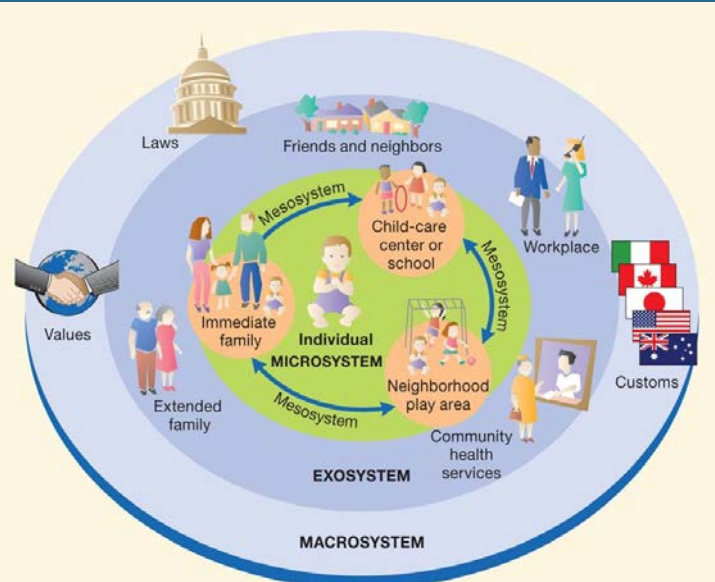 Laws
Friends and neighbors
Mesosystem
Child-care
center or
school
Workplace
Mesosystem
Values
Immediate
family
Individual
MICROSYSTEM
Neighborhood
play area
Customs
Extended
family
Mesosystem
Community
health
services
EXOSYSTEM
MACROSYSTEM